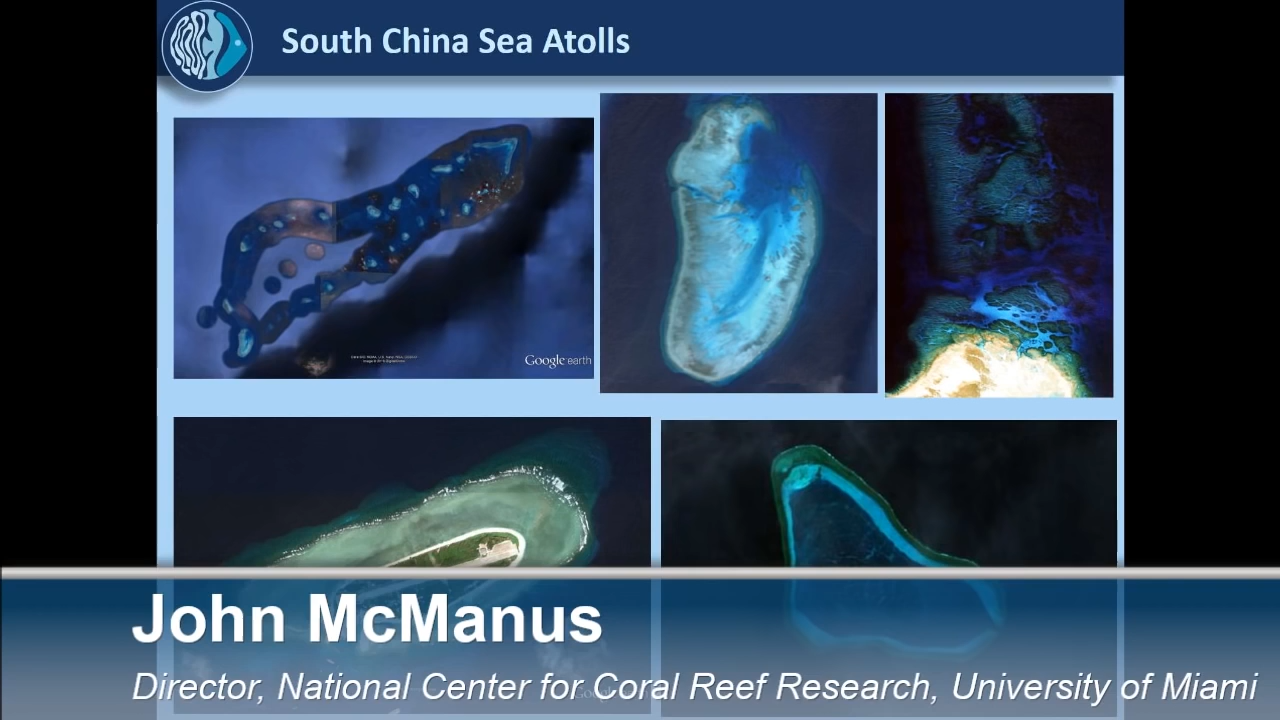 South China Sea Atolls
Google earth
John McManus
Director, National Center for Coral Reef Research, University of Miami